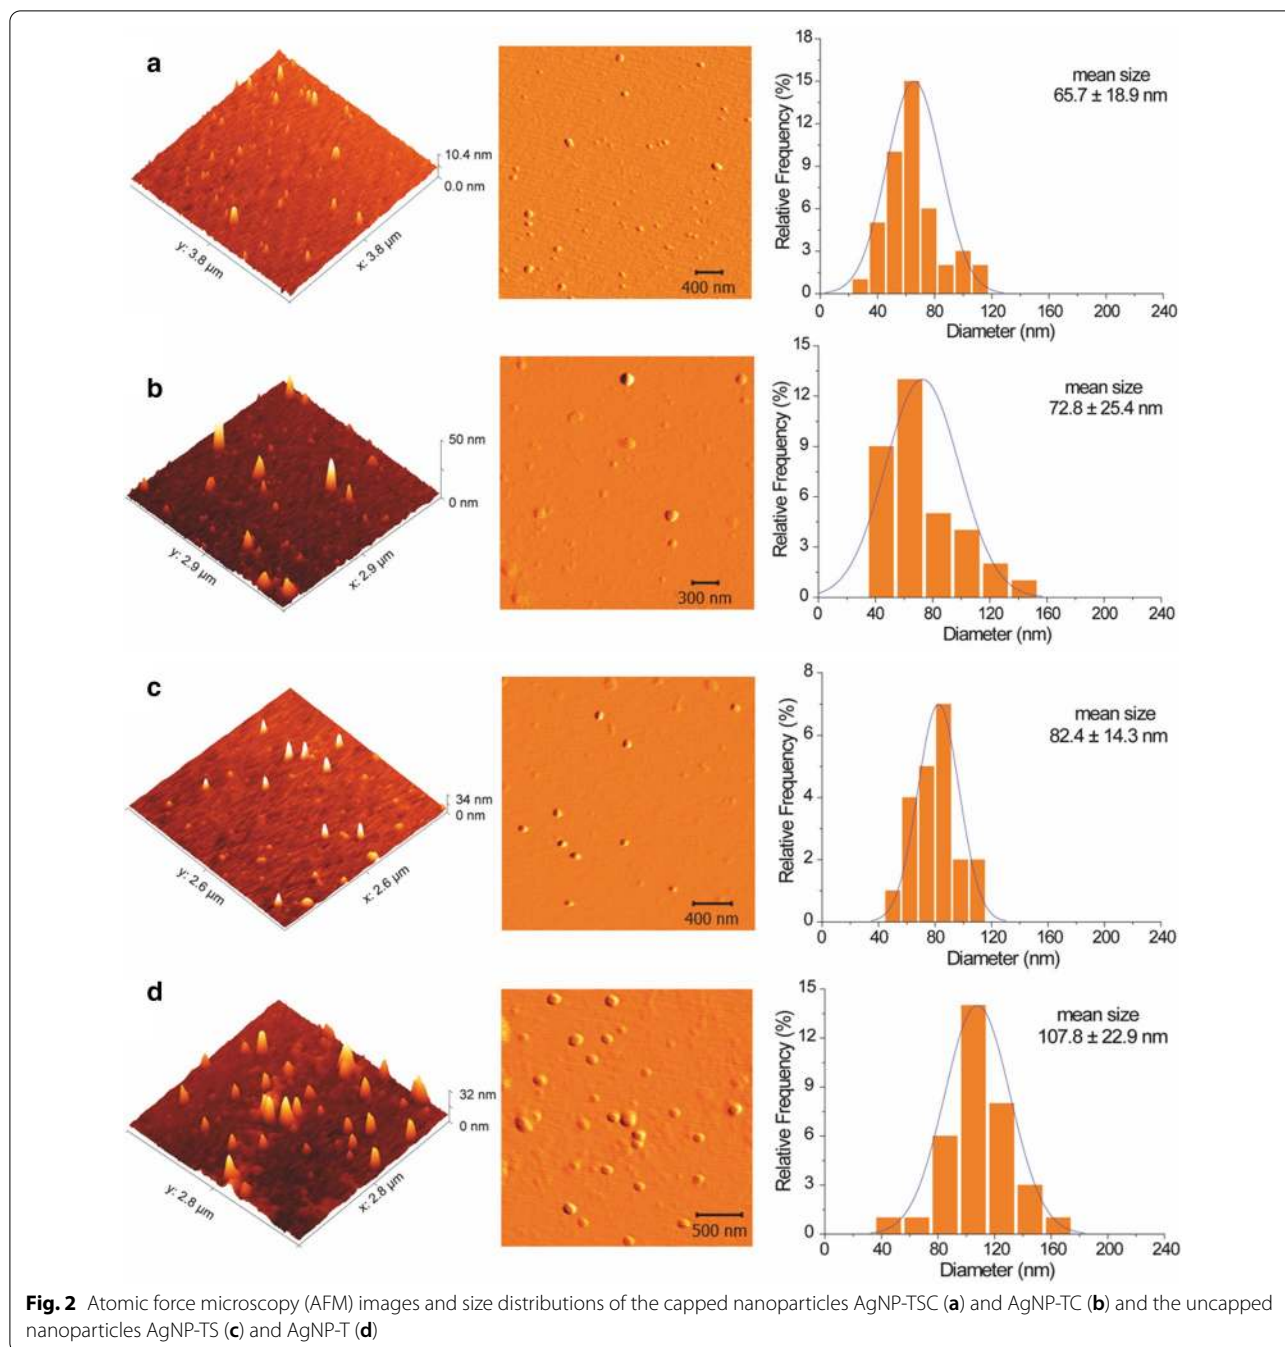 a
10.4 nm
0.0 nm
y: 3.8 µm
x: 3.8 µm
400 nm
Relative Frequency (%)
18
15
12
9
6
3
0
mean size
65.7 ± 18.9 nm
0 40 80 120 160 200 240
Diameter (nm)
b
50 nm
0 nm
y: 2.9 µm
x: 2.9 µm
300 nm
Relative Frequency (%)
15
12
9
6
3
0
mean size
72.8 ± 25.4 nm
0 40 80 120 160 200 240
Diameter (nm)
c
34 nm
0 nm
y: 2.6 µm
x: 2.6 µm
400 nm
Relative Frequency (%)
8
6
4
2
0
mean size
82.4 ± 14.3 nm
0 40 80 120 160 200 240
Diameter (nm)
d
32 nm
0 nm
y: 2.8 µm
x: 2.8 µm
500 nm
Relative Frequency (%)
15
12
9
6
3
0
mean size
107.8 ± 22.9 nm
0 40 80 120 160 200 240
Diameter (nm)
Fig. 2 Atomic force microscopy (AFM) images and size distributions of the capped nanoparticles AgNP-TSC (a) and AgNP-TC (b) and the uncapped
nanoparticles AgNP-TS (c) and AgNP-T (d)